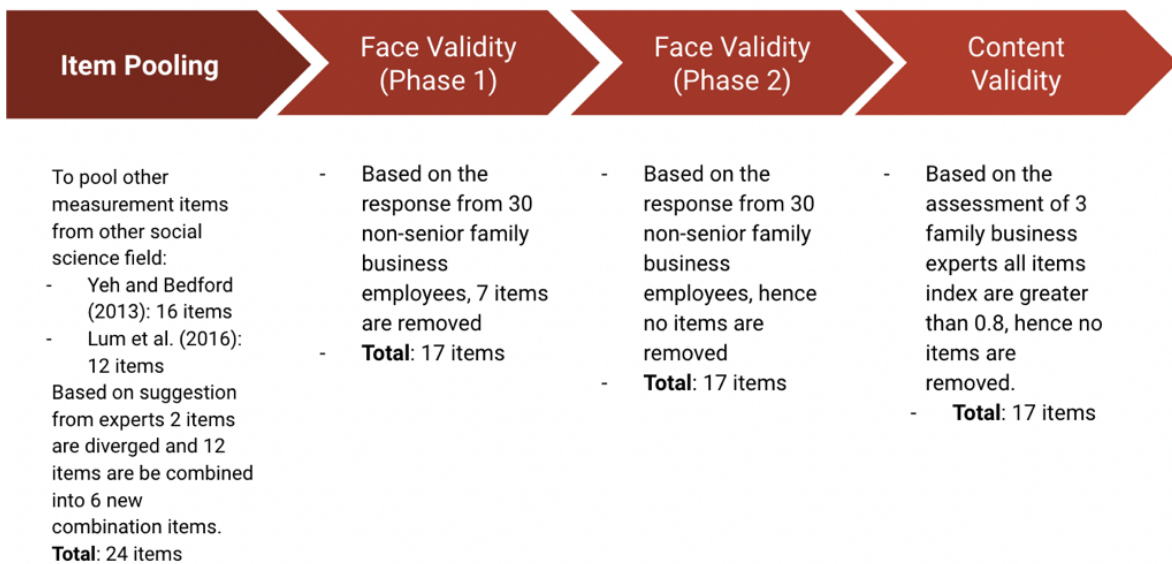 Item Pooling
Face Validity
(Phase 1)
Face Validity
(Phase 2)
Content
Validity
To pool other
measurement items
from other social
science field:
- Yeh and Bedford
(2013): 16 items
- Lum et al. (2016):
12 items
Based on suggestion
from experts 2 items
are diverged and 12
items are be combined
into 6 new
combination items.
Total: 24 items
- Based on the
response from 30
non-senior family
business
employees, 7 items
are removed
- Total: 17 items
- Based on the
response from 30
non-senior family
business
employees, hence
no items are
removed
- Total: 17 items
- Based on the
assessment of 3
family business
experts all items
index are greater
than 0.8, hence no
items are
removed.
- Total: 17 items